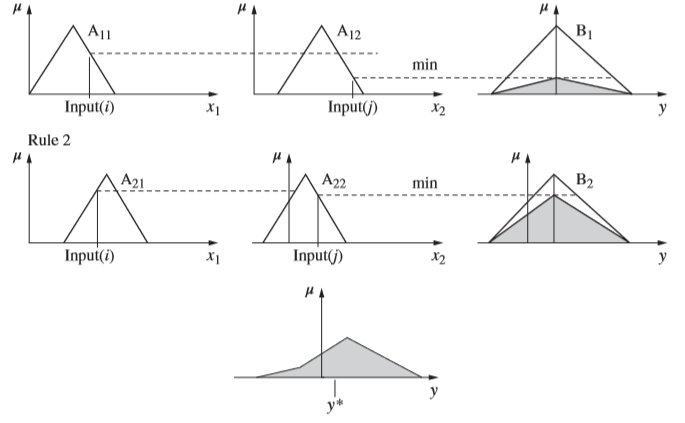 μ A₁₁ μ A₁₂ μ B₁
min
Input(i) x₁ Input(j) x₂ y
Rule 2
μ A₂₁ μ A₂₂ min μ B₂
Input(i) x₁ Input(j) x₂ y
μ
y
y*